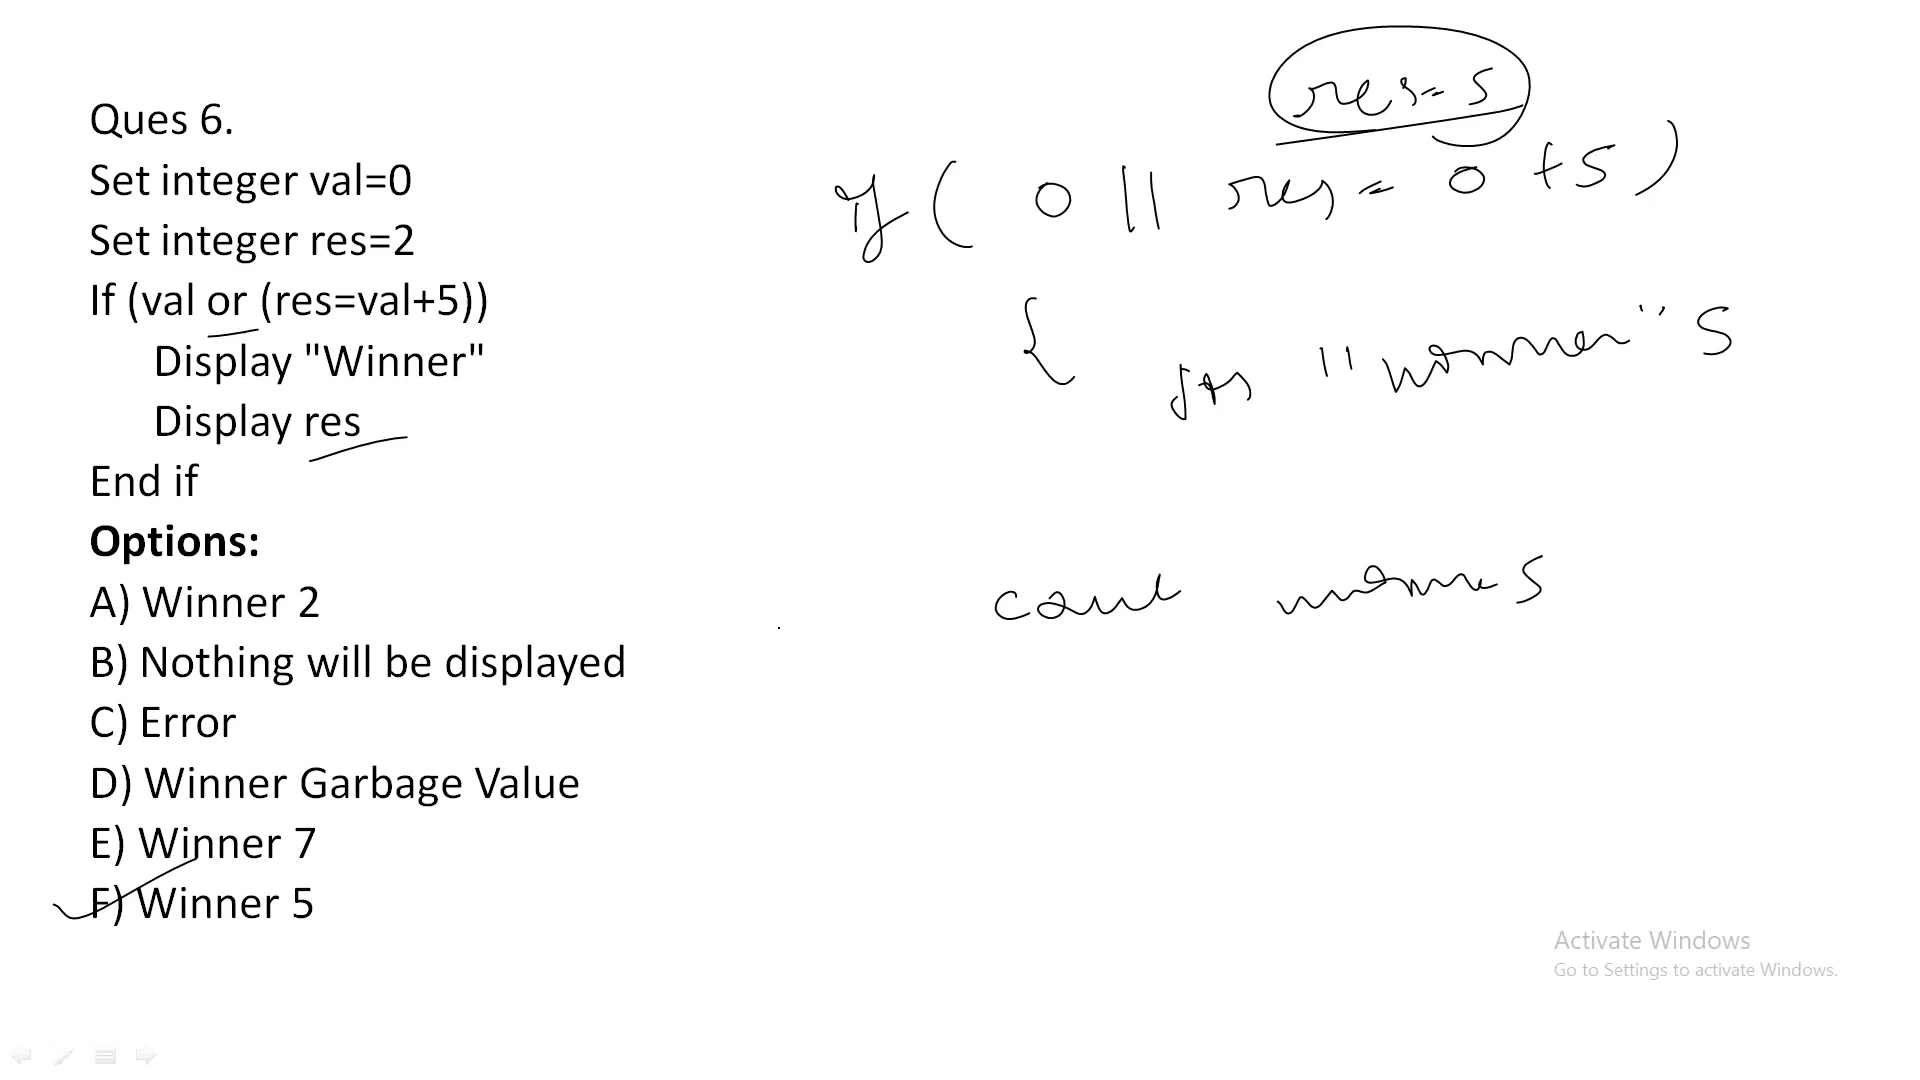 Ques 6.
Set integer val=0
Set integer res=2
If (val or (res=val+5))
Display "Winner"
Display res
End if
Options:
A) Winner 2
B) Nothing will be displayed
C) Error
D) Winner Garbage Value
E) Winner 7
F) Winner 5
res=5
if ( 0 || res = 0 +5 )
{
"winner" 5
5
Activate Windows
Go to Settings to activate Windows.